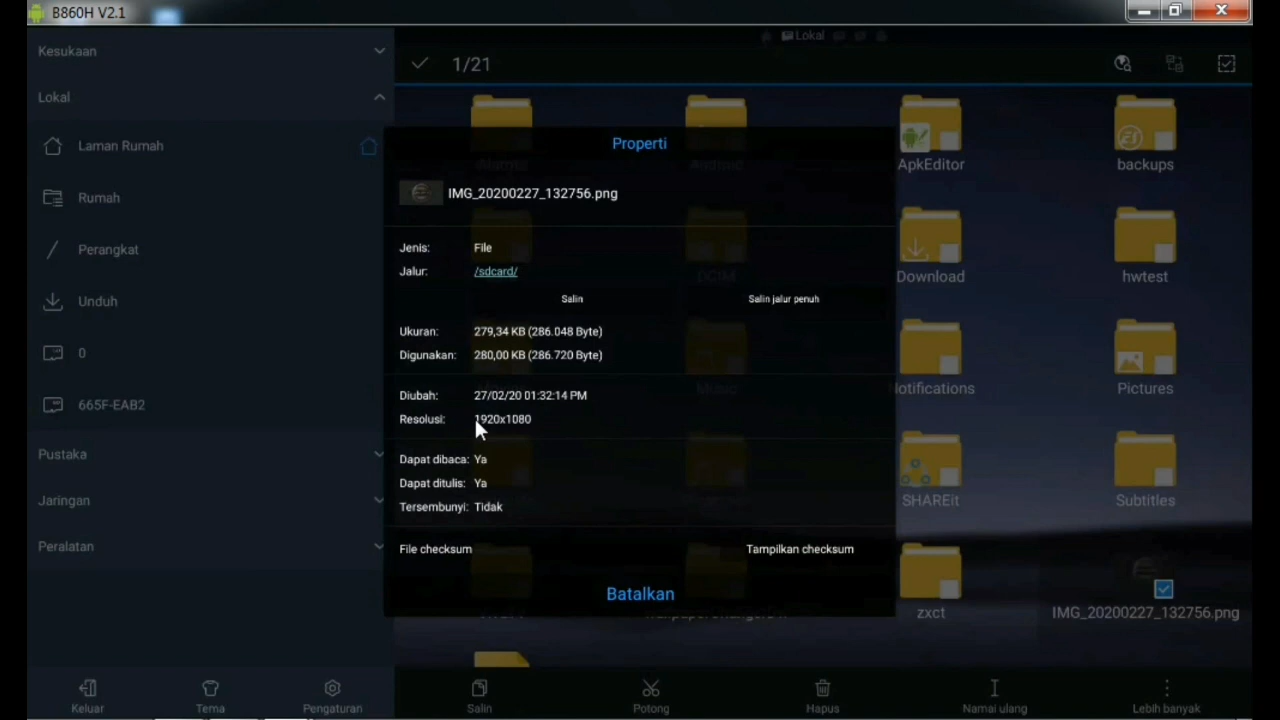 B860H V2.1
Kesukaan
Lokal
Laman Rumah
Rumah
Perangkat
Unduh
0
665F-EAB2
Pustaka
Jaringan
Peralatan
Keluar
Tema
Pengaturan
Lokal
1/21
ApkEditor
backups
Download
hwtest
DCIM
Music
Pictures
SHAREit
Subtitles
zxct
IMG_20200227_132756.png
Properti
IMG_20200227_132756.png
Jenis: File
Jalur: /sdcard/
Salin
Salin jalur penuh
Ukuran: 279,34 KB (286.048 Byte)
Digunakan: 280,00 KB (286.720 Byte)
Diubah: 27/02/20 01:32:14 PM
Resolusi: 1920x1080
Dapat dibaca: Ya
Dapat ditulis: Ya
Tersembunyi: Tidak
File checksum
Tampilkan checksum
Batalkan
Salin
Potong
Hapus
Namai ulang
Lebih banyak